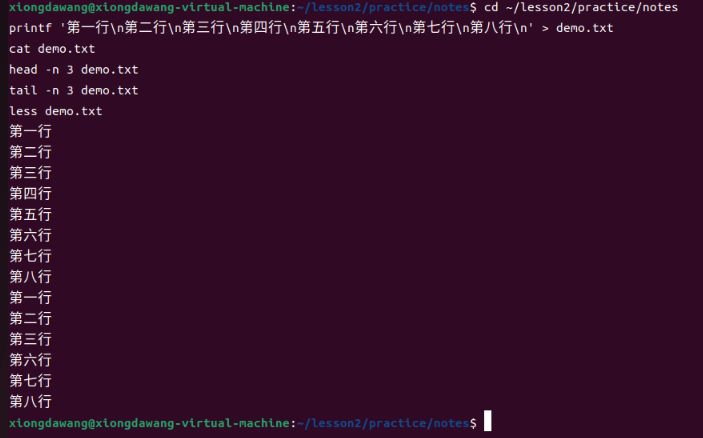 xiongdawang@xiongdawang-virtual-machine:~/lesson2/practice/notes$ cd ~/lesson2/practice/notes
printf '第一行\n第二行\n第三行\n第四行\n第五行\n第六行\n第七行\n第八行\n' > demo.txt
cat demo.txt
head -n 3 demo.txt
tail -n 3 demo.txt
less demo.txt
第一行
第二行
第三行
第四行
第五行
第六行
第七行
第八行
第一行
第二行
第三行
第六行
第七行
第八行
xiongdawang@xiongdawang-virtual-machine:~/lesson2/practice/notes$